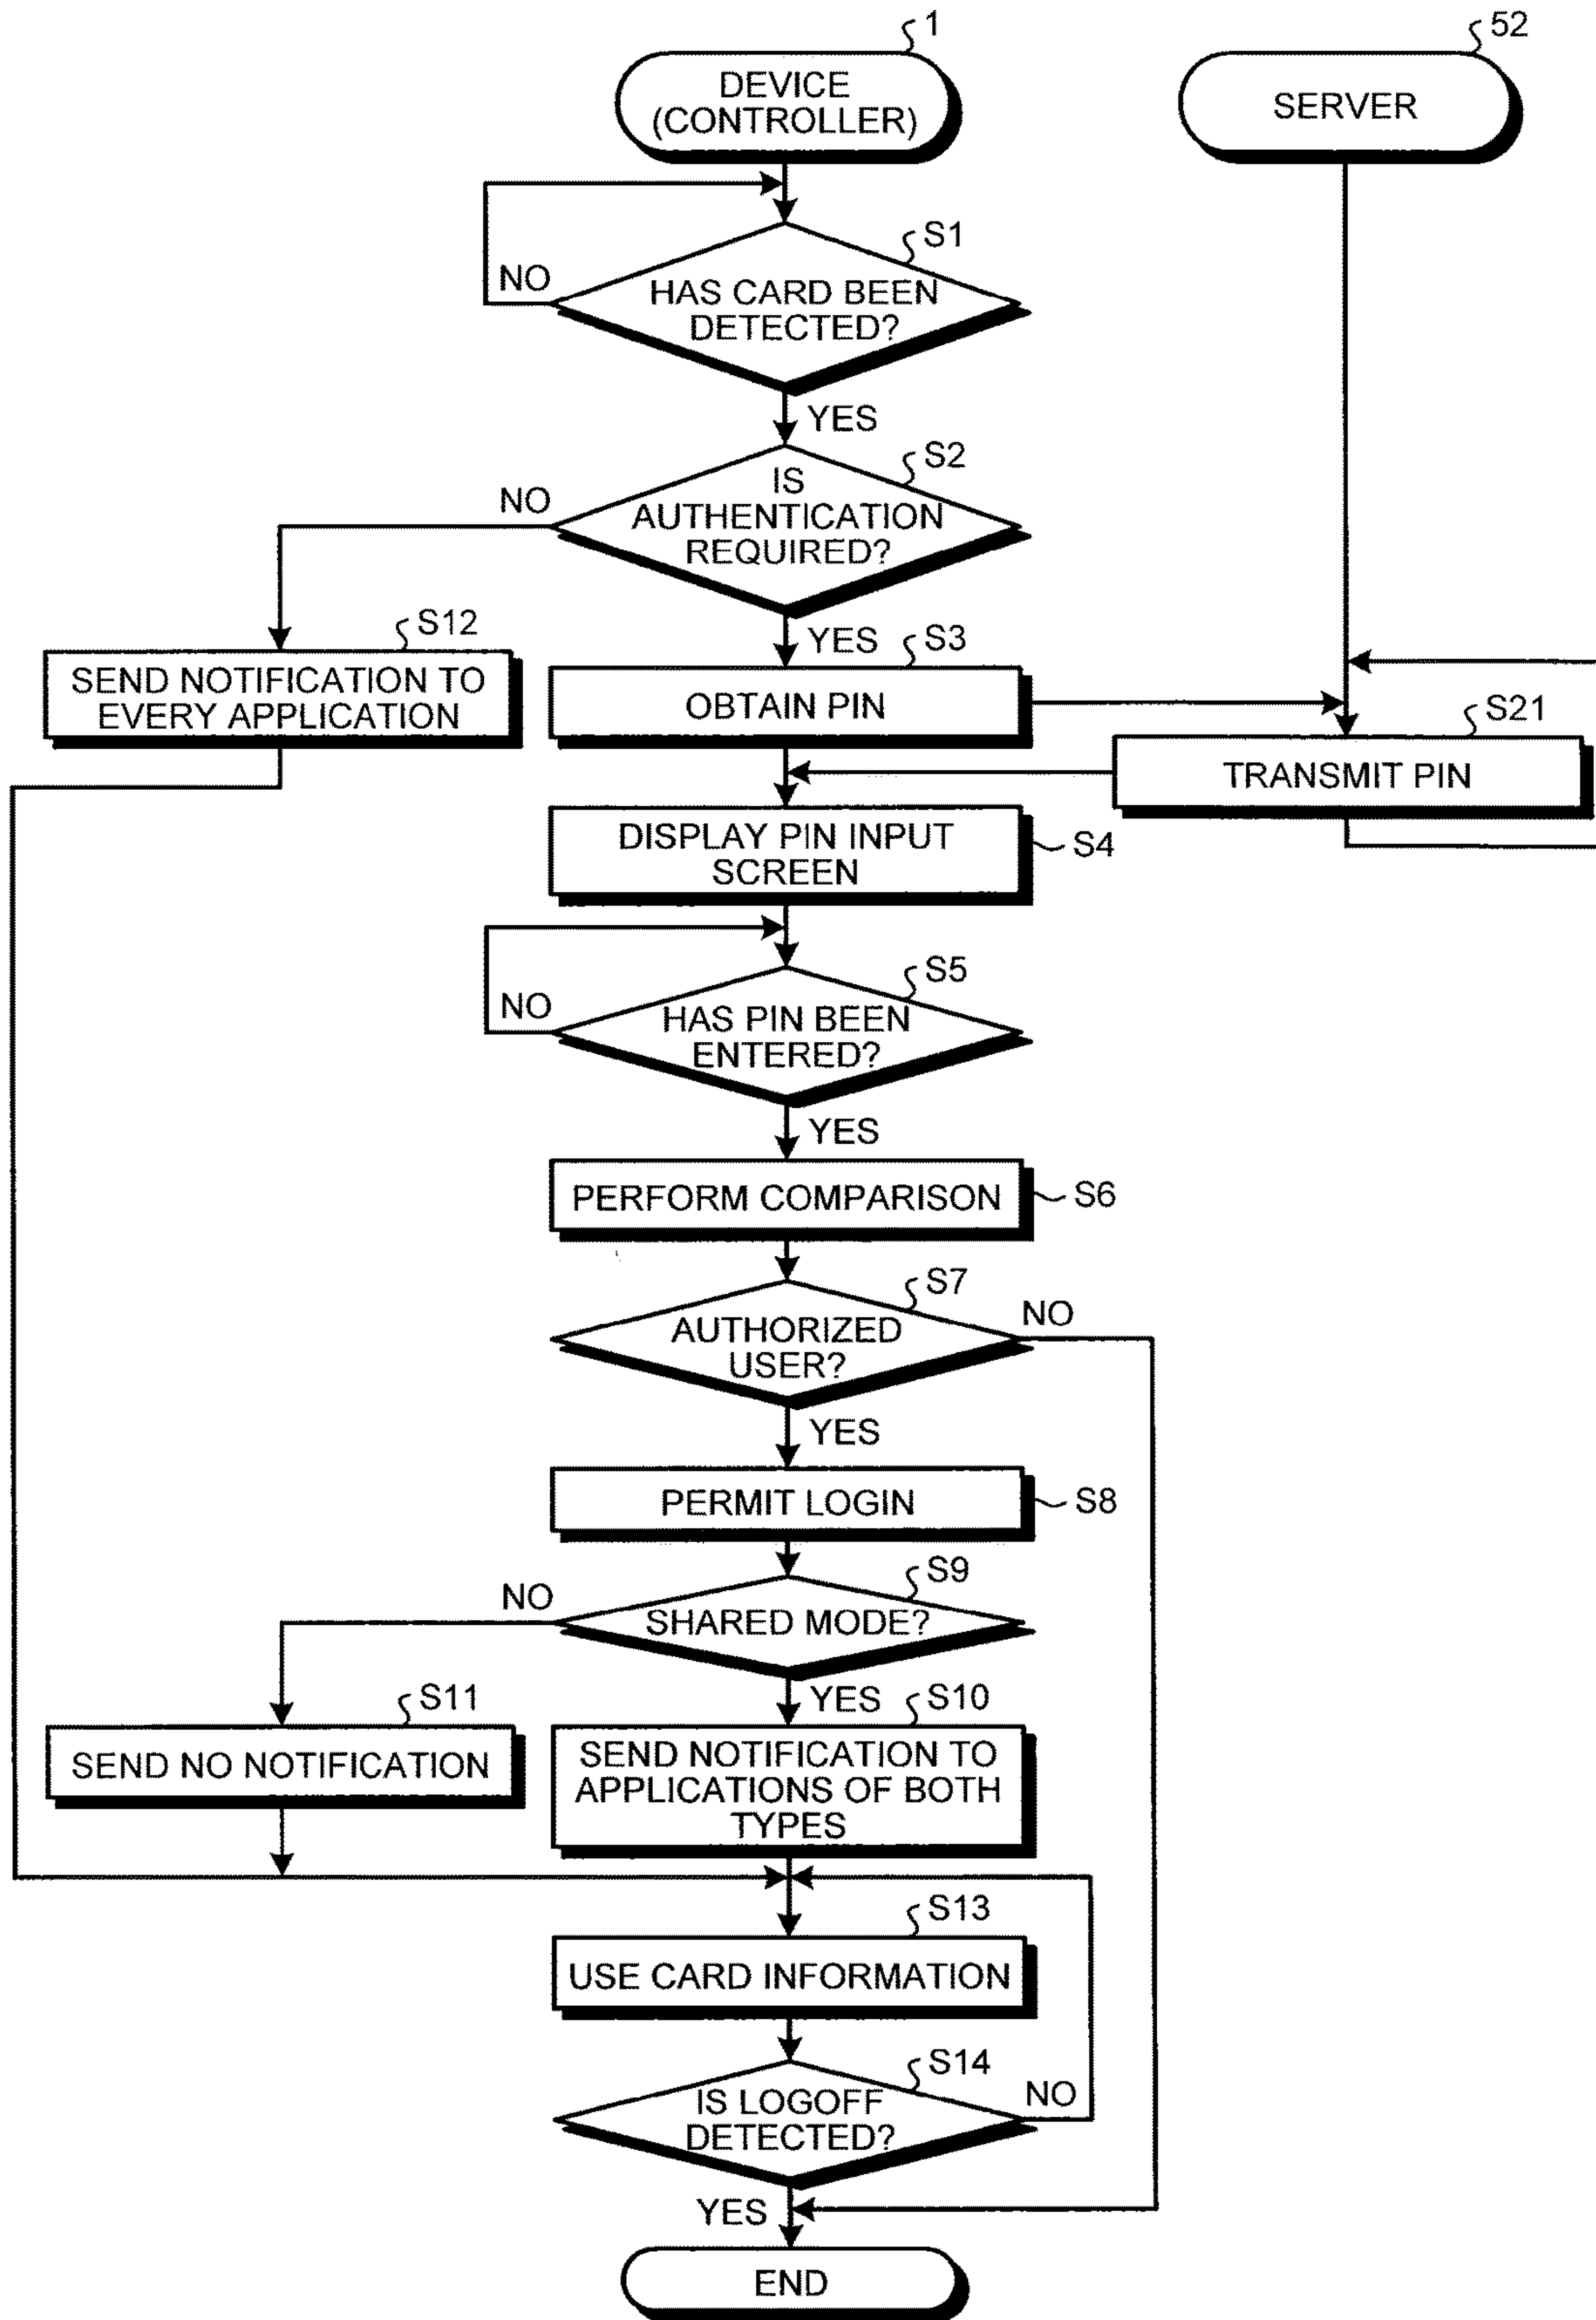 1
DEVICE
(CONTROLLER)
52
SERVER
S1
HAS CARD BEEN
DETECTED?
NO
YES
S2
IS
AUTHENTICATION
REQUIRED?
NO
YES
S12
SEND NOTIFICATION TO
EVERY APPLICATION
S3
OBTAIN PIN
S21
TRANSMIT PIN
DISPLAY PIN INPUT
SCREEN
S4
S5
HAS PIN BEEN
ENTERED?
NO
YES
PERFORM COMPARISON
S6
S7
AUTHORIZED
USER?
NO
YES
PERMIT LOGIN
S8
S9
SHARED MODE?
NO
YES
S11
SEND NO NOTIFICATION
S10
SEND NOTIFICATION TO
APPLICATIONS OF BOTH
TYPES
S13
USE CARD INFORMATION
S14
IS LOGOFF
DETECTED?
NO
YES
END